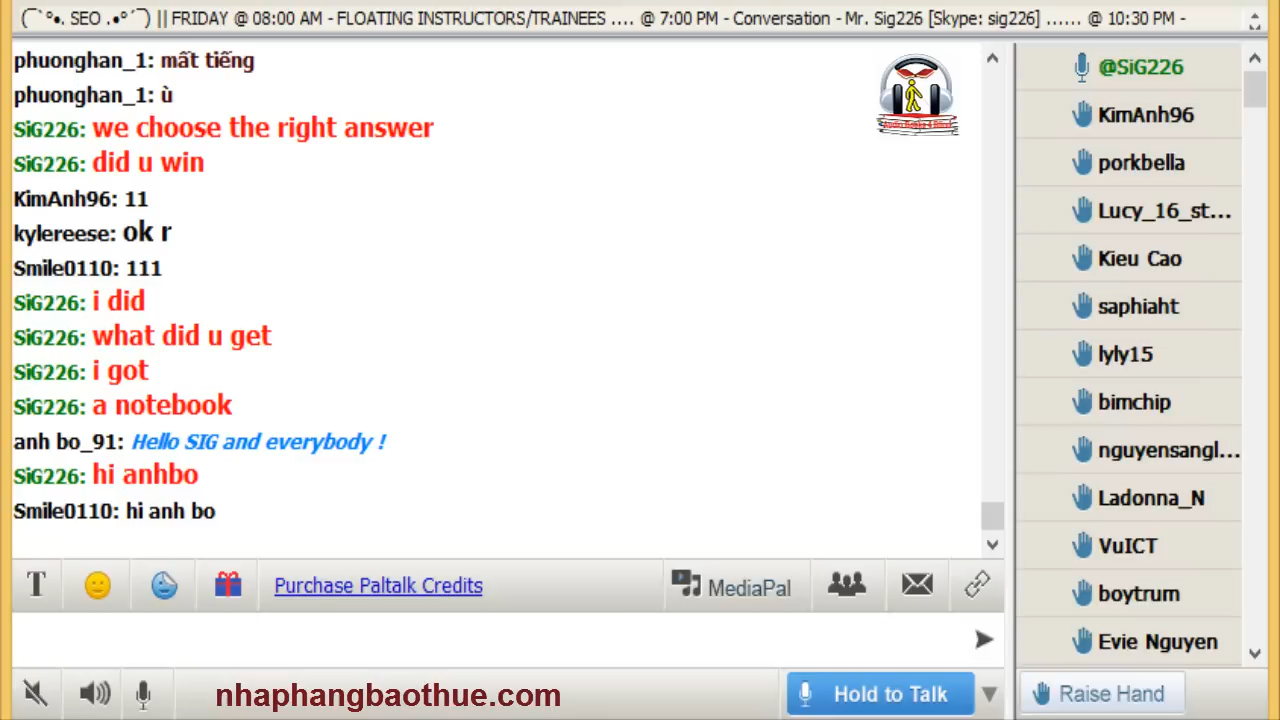 (¯`°•. SEO .•°´¯) || FRIDAY @ 08:00 AM - FLOATING INSTRUCTORS/TRAINEES .... @ 7:00 PM - Conversation - Mr. Sig226 [Skype: sig226] ...... @ 10:30 PM -
phuonghan_1: mất tiếng
phuonghan_1: ù
SiG226: we choose the right answer
SiG226: did u win
KimAnh96: 11
kylereese: ok r
Smile0110: 111
SiG226: i did
SiG226: what did u get
SiG226: i got
SiG226: a notebook
anh bo_91: Hello SIG and everybody !
SiG226: hi anhbo
Smile0110: hi anh bo
T
Purchase Paltalk Credits
MediaPal
nhaphangbaothue.com
Hold to Talk
@SiG226
KimAnh96
porkbella
Lucy_16_st...
Kieu Cao
saphiaht
lyly15
bimchip
nguyensangl...
Ladonna_N
VuICT
boytrum
Evie Nguyen
Raise Hand